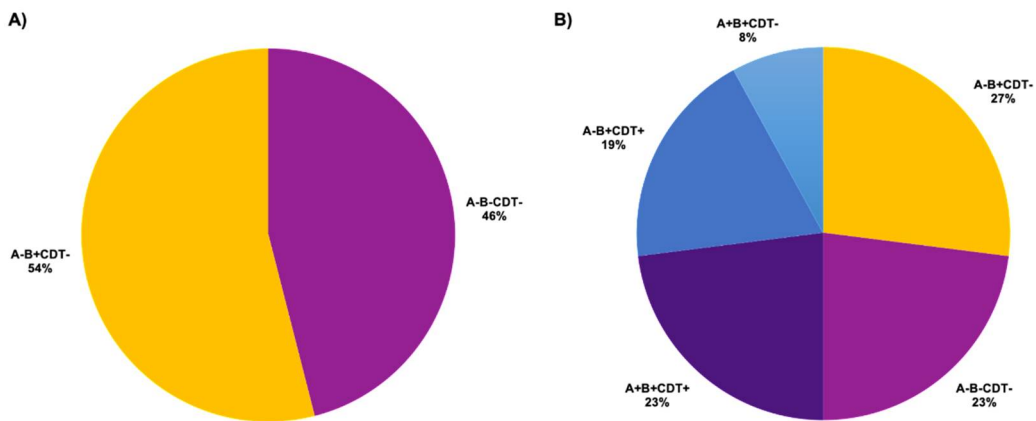 A)
A-B-CDT-
46%
A-B+CDT-
54%
B)
A+B+CDT-
8%
A-B+CDT-
27%
A-B+CDT+
19%
A+B+CDT+
23%
A-B-CDT-
23%